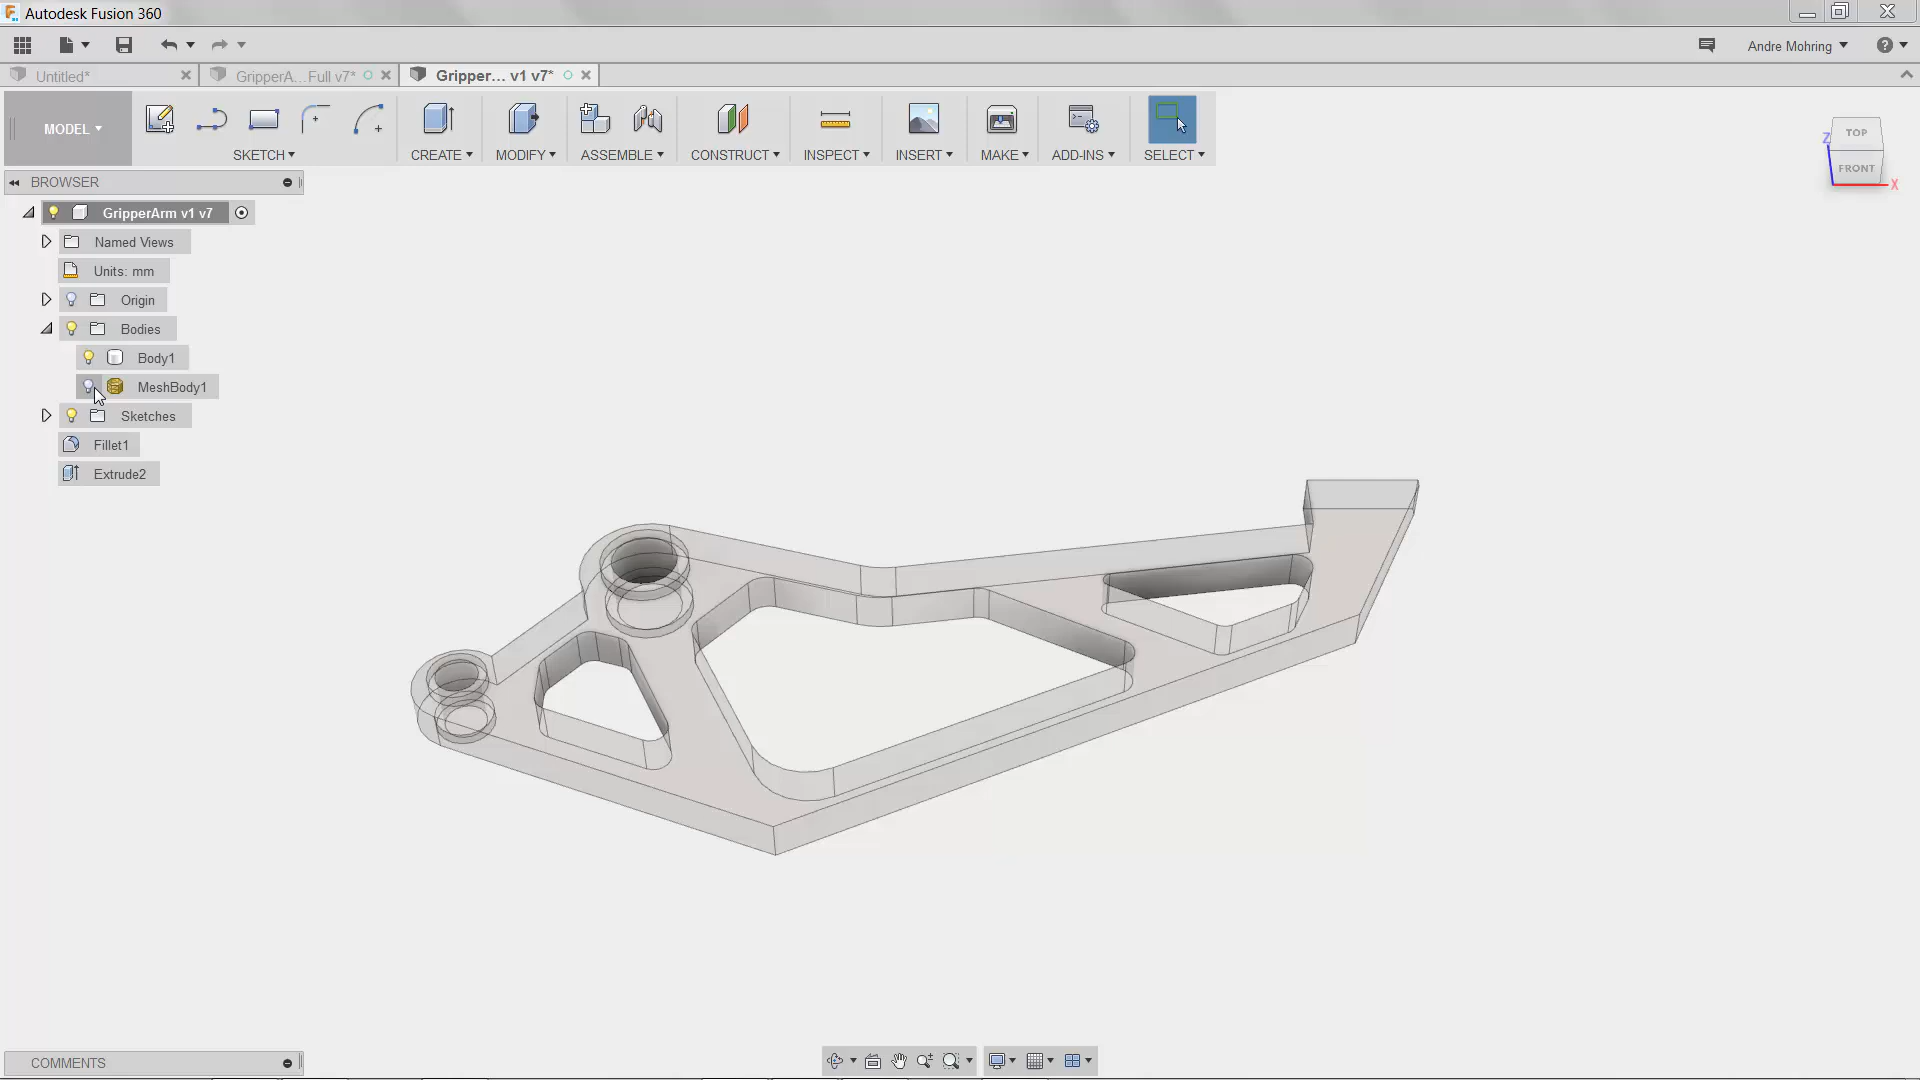 Autodesk Fusion 360
Andre Mohring
Untitled*
GripperA...Full v7*
Gripper... v1 v7*
MODEL
SKETCH
CREATE
MODIFY
ASSEMBLE
CONSTRUCT
INSPECT
INSERT
MAKE
ADD-INS
SELECT
TOP
FRONT
Z
X
BROWSER
GripperArm v1 v7
Named Views
Units: mm
Origin
Bodies
Body1
MeshBody1
Sketches
Fillet1
Extrude2
COMMENTS